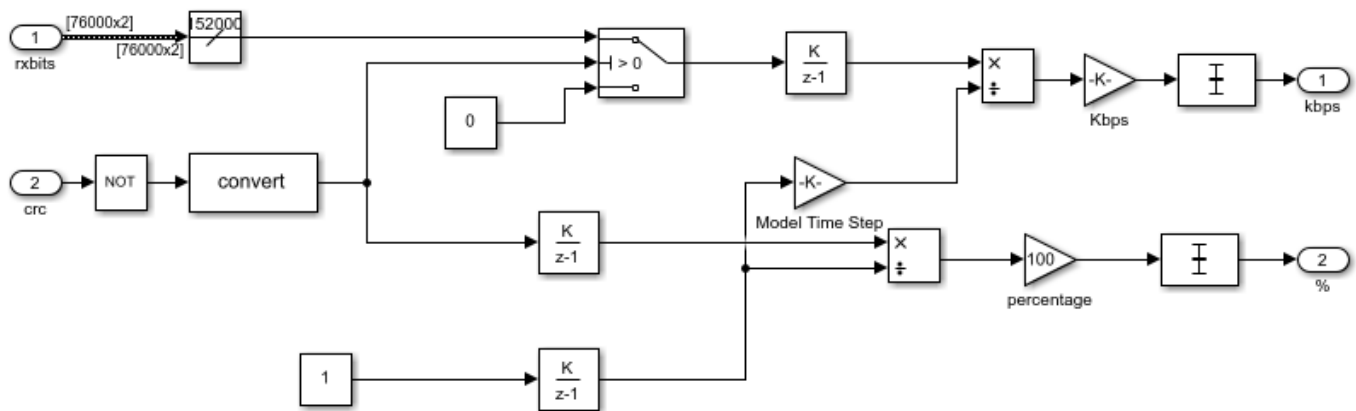 [76000x2]
1
rxbits
[76000x2]
152000
> 0
K
z-1
×
÷
-K-
Kbps
1
kbps
0
2
crc
NOT
convert
-K-
Model Time Step
K
z-1
×
÷
100
percentage
2
%
1
K
z-1